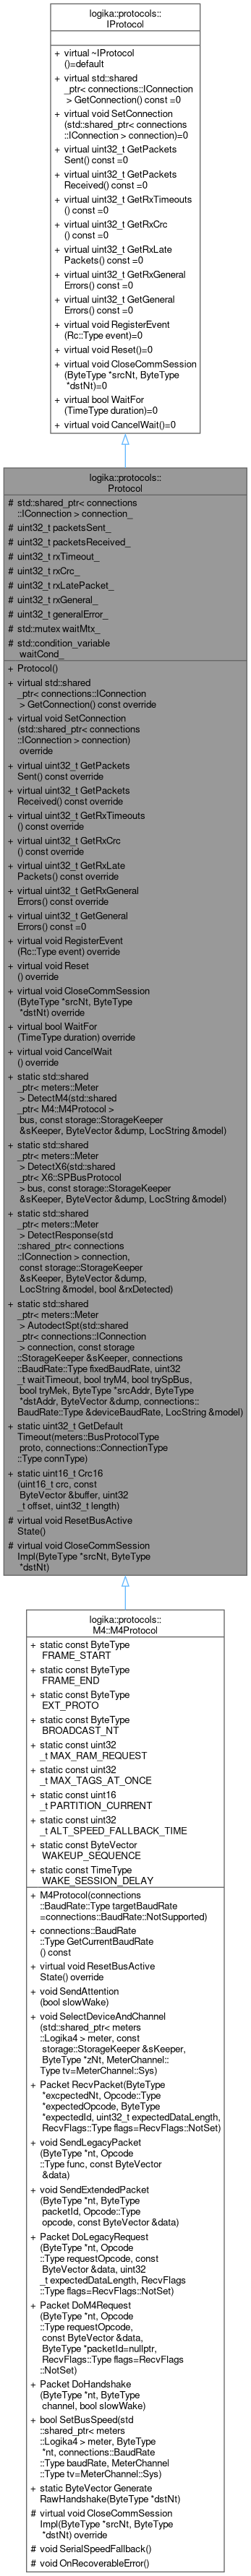 logika::protocols::
IProtocol
+ virtual ~IProtocol
()=default
+ virtual std::shared
_ptr< connections::IConnection
> GetConnection() const =0
+ virtual void SetConnection
(std::shared_ptr< connections
::IConnection > connection)=0
+ virtual uint32_t GetPackets
Sent() const =0
+ virtual uint32_t GetPackets
Received() const =0
+ virtual uint32_t GetRxTimeouts
() const =0
+ virtual uint32_t GetRxCrc
() const =0
+ virtual uint32_t GetRxLate
Packets() const =0
+ virtual uint32_t GetRxGeneral
Errors() const =0
+ virtual uint32_t GetGeneral
Errors() const =0
+ virtual void RegisterEvent
(Rc::Type event)=0
+ virtual void Reset()=0
+ virtual void CloseCommSession
(ByteType *srcNt, ByteType
*dstNt)=0
+ virtual bool WaitFor
(TimeType duration)=0
+ virtual void CancelWait()=0
logika::protocols::
Protocol
# std::shared_ptr< connections
::IConnection > connection_
# uint32_t packetsSent_
# uint32_t packetsReceived_
# uint32_t rxTimeout_
# uint32_t rxCrc_
# uint32_t rxLatePacket_
# uint32_t rxGeneral_
# uint32_t generalError_
# std::mutex waitMtx_
# std::condition_variable
waitCond_
+ Protocol()
+ virtual std::shared
_ptr< connections::IConnection
> GetConnection() const override
+ virtual void SetConnection
(std::shared_ptr< connections
::IConnection > connection)
override
+ virtual uint32_t GetPackets
Sent() const override
+ virtual uint32_t GetPackets
Received() const override
+ virtual uint32_t GetRxTimeouts
() const override
+ virtual uint32_t GetRxCrc
() const override
+ virtual uint32_t GetRxLate
Packets() const override
+ virtual uint32_t GetRxGeneral
Errors() const override
+ virtual uint32_t GetGeneral
Errors() const =0
+ virtual void RegisterEvent
(Rc::Type event) override
+ virtual void Reset
() override
+ virtual void CloseCommSession
(ByteType *srcNt, ByteType
*dstNt) override
+ virtual bool WaitFor
(TimeType duration) override
+ virtual void CancelWait
() override
+ static std::shared
_ptr< meters::Meter
> DetectM4(std::shared
_ptr< M4::M4Protocol >
bus, const storage::StorageKeeper
&sKeeper, ByteVector &dump, LocString &model)
+ static std::shared
_ptr< meters::Meter
> DetectX6(std::shared
_ptr< X6::SPBusProtocol
> bus, const storage::StorageKeeper
&sKeeper, ByteVector &dump, LocString &model)
+ static std::shared
_ptr< meters::Meter
> DetectResponse(std
::shared_ptr< connections
::IConnection > connection,
const storage::StorageKeeper
&sKeeper, ByteVector &dump,
LocString &model, bool &rxDetected)
+ static std::shared
_ptr< meters::Meter
> AutodectSpt(std::shared
_ptr< connections::IConnection
> connection, const storage
::StorageKeeper &sKeeper, connections
::BaudRate::Type fixedBaudRate, uint32
_t waitTimeout, bool tryM4, bool trySpBus,
bool tryMek, ByteType *srcAddr, ByteType
*dstAddr, ByteVector &dump, connections::
BaudRate::Type &deviceBaudRate, LocString &model)
+ static uint32_t GetDefault
Timeout(meters::BusProtocolType
proto, connections::ConnectionType
::Type connType)
+ static uint16_t Crc16
(uint16_t crc, const
ByteVector &buffer, uint32
_t offset, uint32_t length)
# virtual void ResetBusActive
State()
# virtual void CloseCommSession
Impl(ByteType *srcNt, ByteType
*dstNt)
logika::protocols::
M4::M4Protocol
+ static const ByteType
FRAME_START
+ static const ByteType
FRAME_END
+ static const ByteType
EXT_PROTO
+ static const ByteType
BROADCAST_NT
+ static const uint32
_t MAX_RAM_REQUEST
+ static const uint32
_t MAX_TAGS_AT_ONCE
+ static const uint16
_t PARTITION_CURRENT
+ static const uint32
_t ALT_SPEED_FALLBACK_TIME
+ static const ByteVector
WAKEUP_SEQUENCE
+ static const TimeType
WAKE_SESSION_DELAY
+ M4Protocol(connections
::BaudRate::Type targetBaudRate
=connections::BaudRate::NotSupported)
+ connections::BaudRate
::Type GetCurrentBaudRate
() const
+ virtual void ResetBusActive
State() override
+ void SendAttention
(bool slowWake)
+ void SelectDeviceAndChannel
(std::shared_ptr< meters
::Logika4 > meter, const
storage::StorageKeeper &sKeeper,
ByteType *zNt, MeterChannel::
Type tv=MeterChannel::Sys)
+ Packet RecvPacket(ByteType
*excpectedNt, Opcode::Type
*expectedOpcode, ByteType
*expectedId, uint32_t expectedDataLength,
RecvFlags::Type flags=RecvFlags::NotSet)
+ void SendLegacyPacket
(ByteType *nt, Opcode
::Type func, const ByteVector
&data)
+ void SendExtendedPacket
(ByteType *nt, ByteType
packetId, Opcode::Type
opcode, const ByteVector &data)
+ Packet DoLegacyRequest
(ByteType *nt, Opcode
::Type requestOpcode, const
ByteVector &data, uint32
_t expectedDataLength, RecvFlags
::Type flags=RecvFlags::NotSet)
+ Packet DoM4Request
(ByteType *nt, Opcode
::Type requestOpcode,
const ByteVector &data,
ByteType *packetId=nullptr,
RecvFlags::Type flags=RecvFlags
::NotSet)
+ Packet DoHandshake
(ByteType *nt, ByteType
channel, bool slowWake)
+ bool SetBusSpeed(std
::shared_ptr< meters
::Logika4 > meter, ByteType
*nt, connections::BaudRate
::Type baudRate, MeterChannel
::Type tv=MeterChannel::Sys)
+ static ByteVector Generate
RawHandshake(ByteType *dstNt)
# virtual void CloseCommSession
Impl(ByteType *srcNt, ByteType
*dstNt) override
# void SerialSpeedFallback()
# void OnRecoverableError()